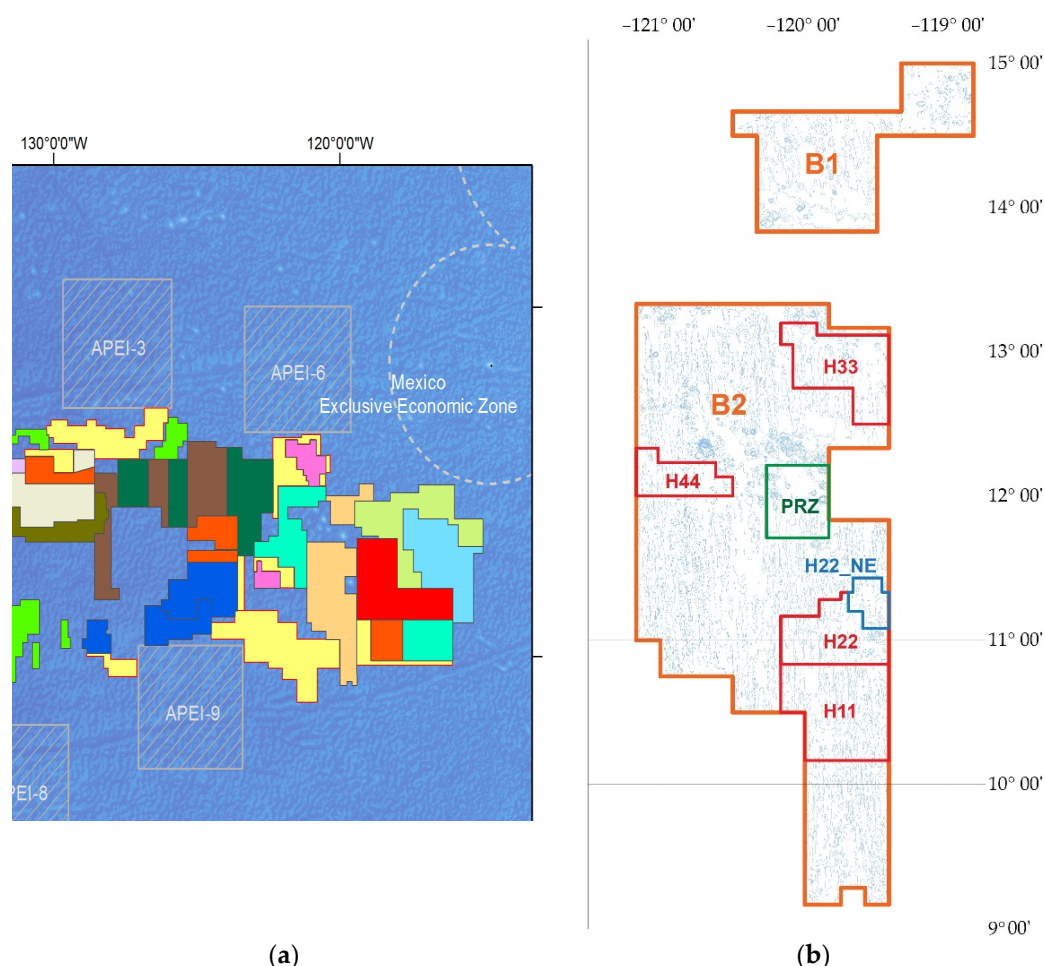 130°0'0"W
120°0'0"W
APEI-3
APEI-6
Mexico
Exclusive Economic Zone
APEI-9
PEI-8
(a)
−121° 00'
−120° 00'
−119° 00'
15° 00'
B1
14° 00'
13° 00'
H33
B2
H44
12° 00'
PRZ
H22_NE
11° 00'
H22
H11
10° 00'
9° 00'
(b)